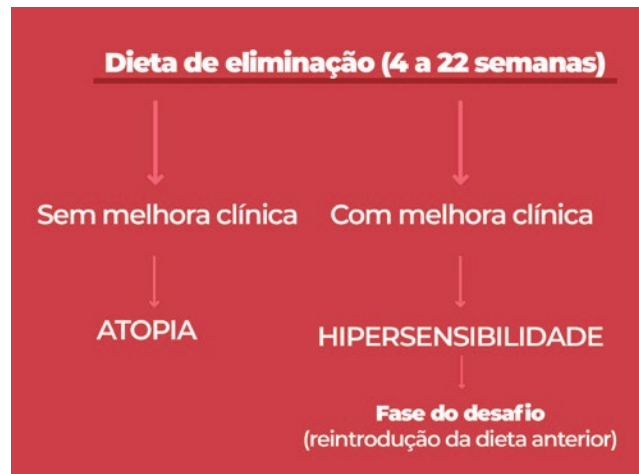 Dieta de eliminação (4 a 22 semanas)
Sem melhora clínica
Com melhora clínica
ATOPIA
HIPERSENSIBILIDADE
Fase do desafio
(reintrodução da dieta anterior)